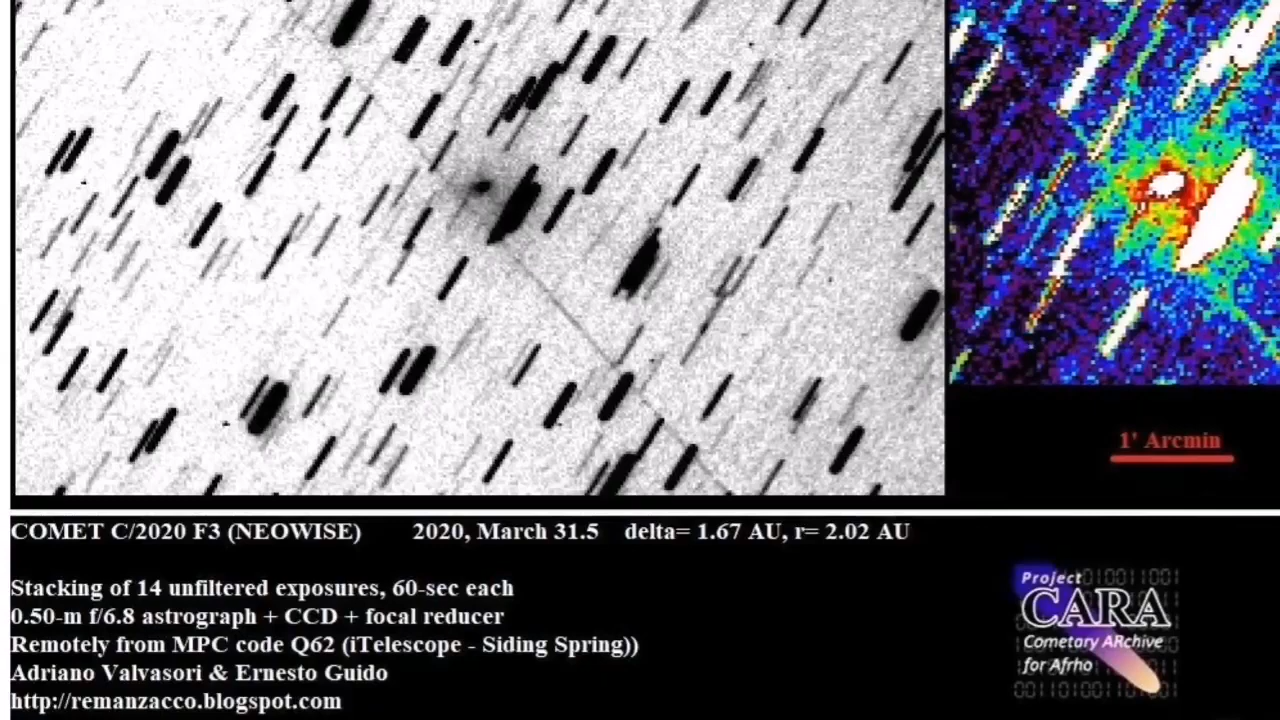 1' Arcmin
COMET C/2020 F3 (NEOWISE) 2020, March 31.5 delta= 1.67 AU, r= 2.02 AU
Stacking of 14 unfiltered exposures, 60-sec each
0.50-m f/6.8 astrograph + CCD + focal reducer
Remotely from MPC code Q62 (iTelescope - Siding Spring))
Adriano Valvasori & Ernesto Guido
http://remanzacco.blogspot.com
Project
CARA
Cometary ARchive
for Afrho